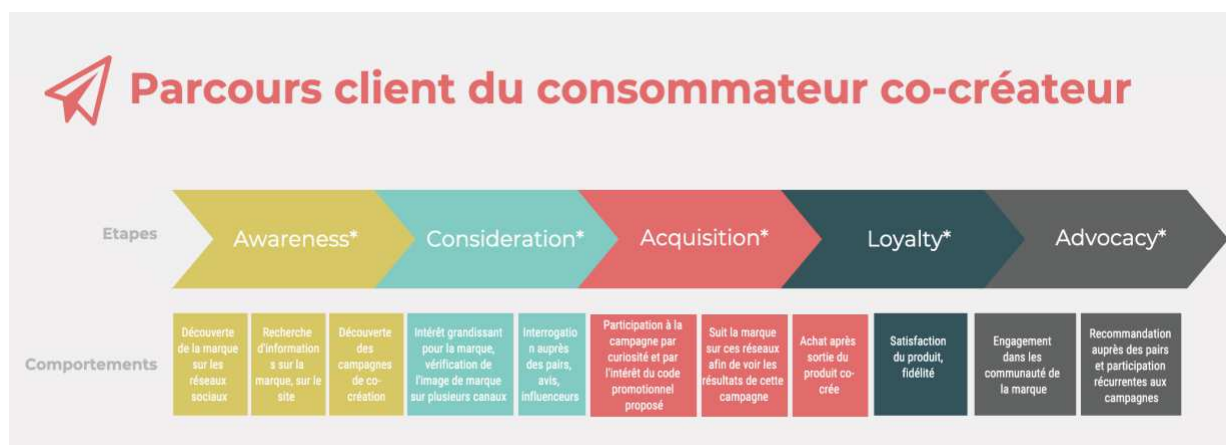 Parcours client du consommateur co-créateur
Etapes
Awareness*
Consideration*
Acquisition*
Loyalty*
Advocacy*
Comportements
Découverte
de la marque
sur les
réseaux
sociaux
Recherche
d'information
s sur la
marque, sur le
site
Découverte
des
campagnes
de co-
création
Intérêt grandissant
pour la marque,
vérification de
l'image de marque
sur plusieurs canaux
Interrogatio
n auprès
des pairs,
avis,
influenceurs
Participation à la
campagne par
curiosité et par
l'intérêt du code
promotionnel
proposé
Suit la marque
sur ces réseaux
afin de voir les
résultats de cette
campagne
Achat après
sortie du
produit co-
crée
Satisfaction
du produit,
fidélité
Engagement
dans les
communauté de
la marque
Recommandation
auprès des pairs
et participation
récurrentes aux
campagnes